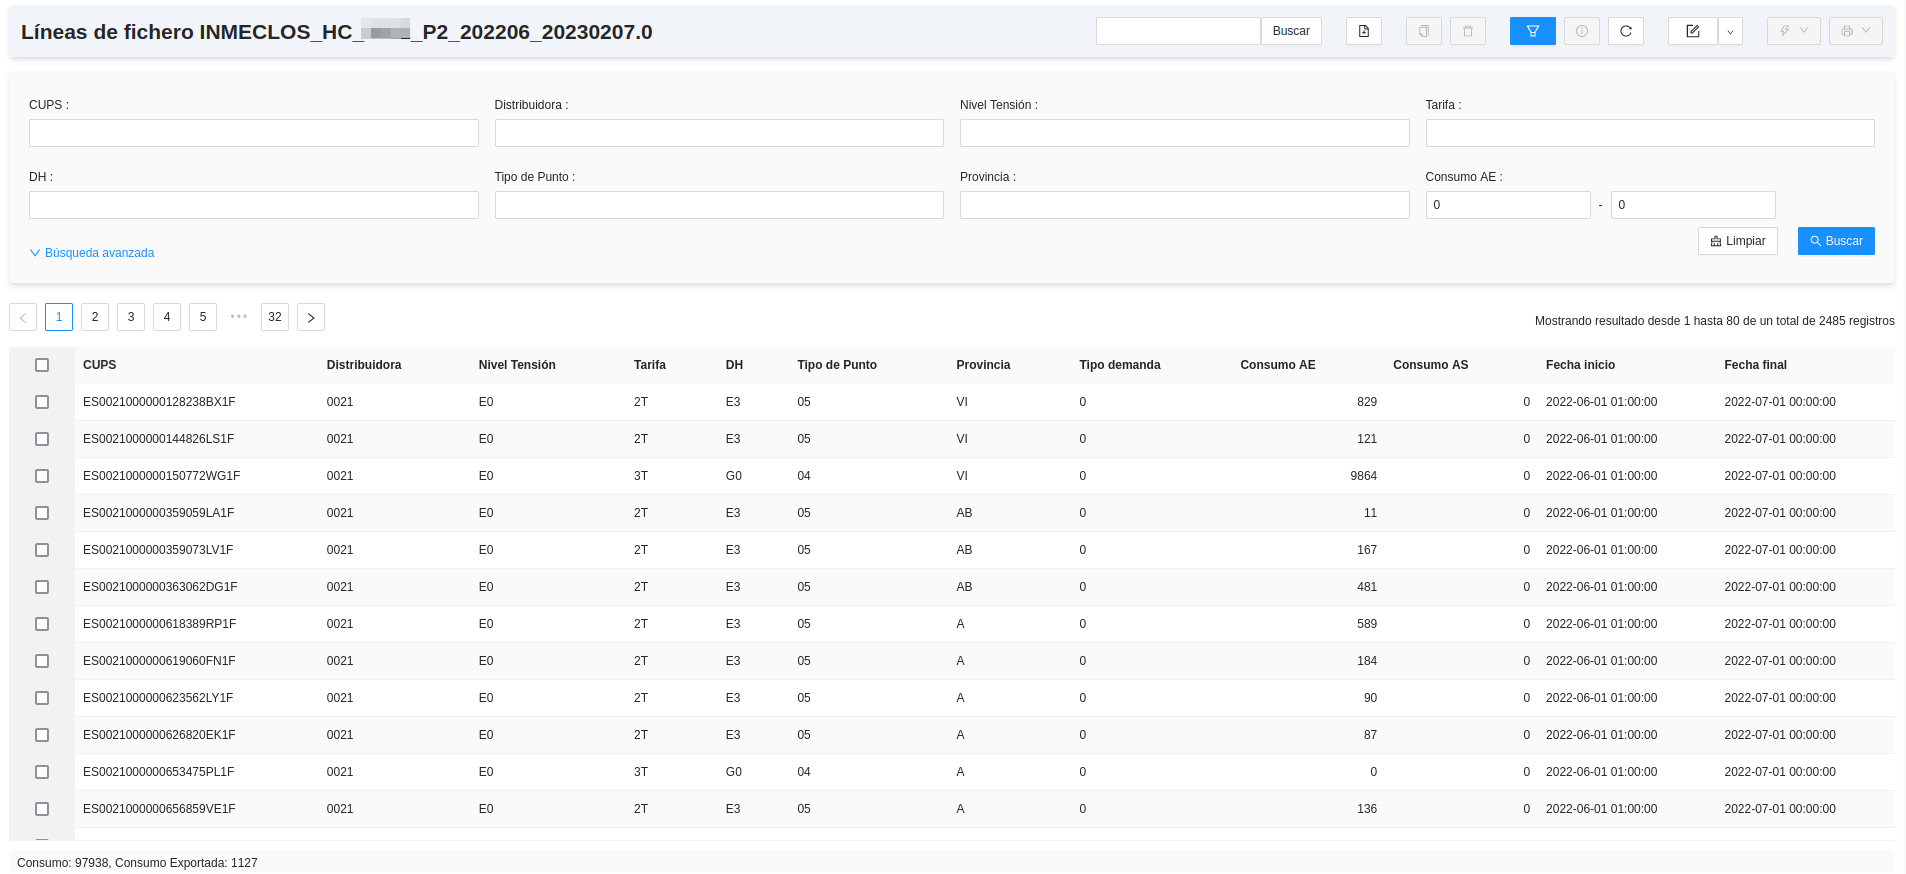 Líneas de fichero INMECLOS_HC_ _P2_202206_20230207.0
Buscar
CUPS : Distribuidora : Nivel Tensión : Tarifa :
DH : Tipo de Punto : Provincia : Consumo AE :
0 - 0
Búsqueda avanzada Limpiar Buscar
1 2 3 4 5 ••• 32
Mostrando resultado desde 1 hasta 80 de un total de 2485 registros
CUPS Distribuidora Nivel Tensión Tarifa DH Tipo de Punto Provincia Tipo demanda Consumo AE Consumo AS Fecha inicio Fecha final
ES0021000000128238BX1F 0021 E0 2T E3 05 VI 0 829 0 2022-06-01 01:00:00 2022-07-01 00:00:00
ES0021000000144826LS1F 0021 E0 2T E3 05 VI 0 121 0 2022-06-01 01:00:00 2022-07-01 00:00:00
ES0021000000150772WG1F 0021 E0 3T G0 04 VI 0 9864 0 2022-06-01 01:00:00 2022-07-01 00:00:00
ES0021000000359059LA1F 0021 E0 2T E3 05 AB 0 11 0 2022-06-01 01:00:00 2022-07-01 00:00:00
ES0021000000359073LV1F 0021 E0 2T E3 05 AB 0 167 0 2022-06-01 01:00:00 2022-07-01 00:00:00
ES0021000000363062DG1F 0021 E0 2T E3 05 AB 0 481 0 2022-06-01 01:00:00 2022-07-01 00:00:00
ES0021000000618389RP1F 0021 E0 2T E3 05 A 0 589 0 2022-06-01 01:00:00 2022-07-01 00:00:00
ES0021000000619060FN1F 0021 E0 2T E3 05 A 0 184 0 2022-06-01 01:00:00 2022-07-01 00:00:00
ES0021000000623562LY1F 0021 E0 2T E3 05 A 0 90 0 2022-06-01 01:00:00 2022-07-01 00:00:00
ES0021000000626820EK1F 0021 E0 2T E3 05 A 0 87 0 2022-06-01 01:00:00 2022-07-01 00:00:00
ES0021000000653475PL1F 0021 E0 3T G0 04 A 0 0 0 2022-06-01 01:00:00 2022-07-01 00:00:00
ES0021000000656859VE1F 0021 E0 2T E3 05 A 0 136 0 2022-06-01 01:00:00 2022-07-01 00:00:00
Consumo: 97938, Consumo Exportada: 1127